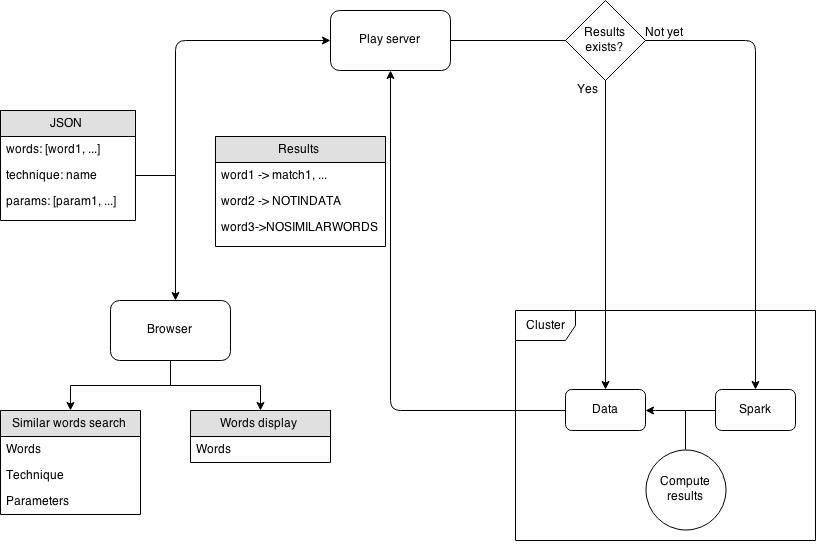 Play server
Results
exists?
Not yet
Yes
JSON
words: [word1, ...]
technique: name
params: [param1, ...]
Results
word1 -> match1, ...
word2 -> NOTINDATA
word3->NOSIMILARWORDS
Browser
Cluster
Similar words search
Words
Technique
Parameters
Words display
Words
Data
Spark
Compute
results